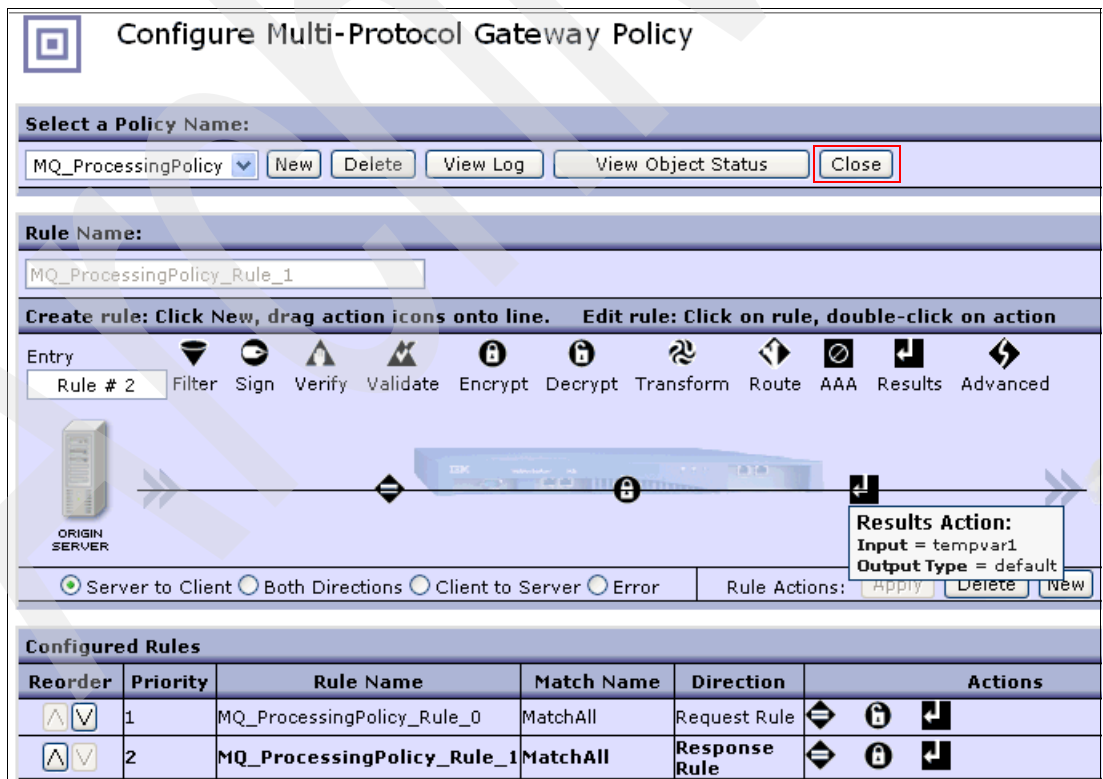 Configure Multi-Protocol Gateway Policy
Select a Policy Name:
MQ_ProcessingPolicy New Delete View Log View Object Status Close
Rule Name:
MQ_ProcessingPolicy_Rule_1
Create rule: Click New, drag action icons onto line. Edit rule: Click on rule, double-click on action
Entry
Rule # 2 Filter Sign Verify Validate Encrypt Decrypt Transform Route AAA Results Advanced
IBM
ORIGIN
SERVER
Results Action:
Input = tempvar1
Output Type = default
Server to Client Both Directions Client to Server Error Rule Actions: Apply Delete New
Configured Rules
Reorder Priority Rule Name Match Name Direction Actions
1 MQ_ProcessingPolicy_Rule_0 MatchAll Request Rule
2 MQ_ProcessingPolicy_Rule_1 MatchAll Response Rule